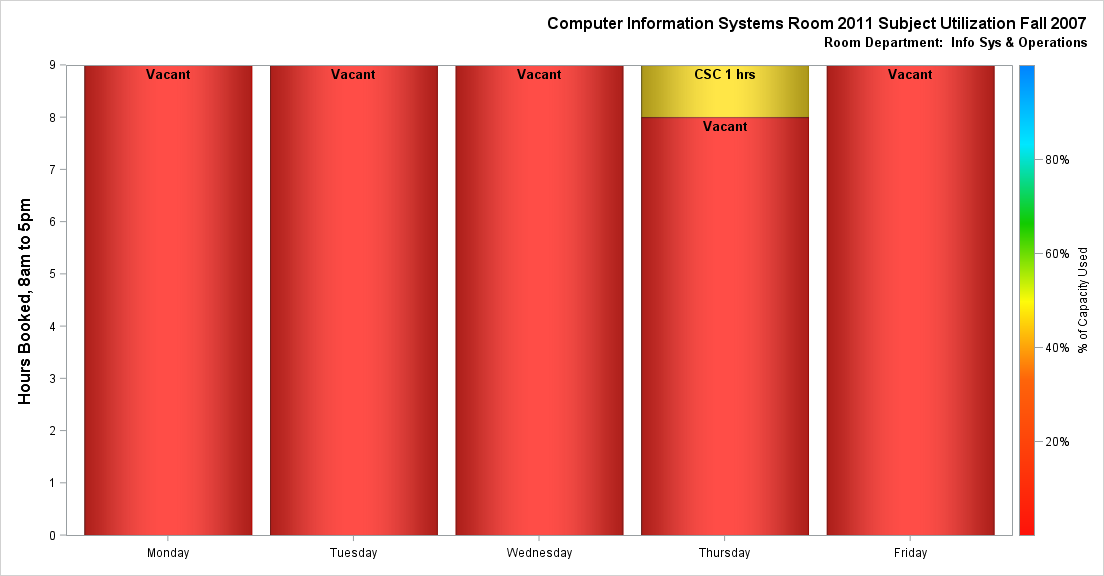 Computer Information Systems Room 2011 Subject Utilization Fall 2007
Room Department: Info Sys & Operations
Hours Booked, 8am to 5pm
9
8
7
6
5
4
3
2
1
0
Vacant
Vacant
Vacant
CSC 1 hrs
Vacant
Vacant
Monday
Tuesday
Wednesday
Thursday
Friday
80%
60%
40%
20%
% of Capacity Used